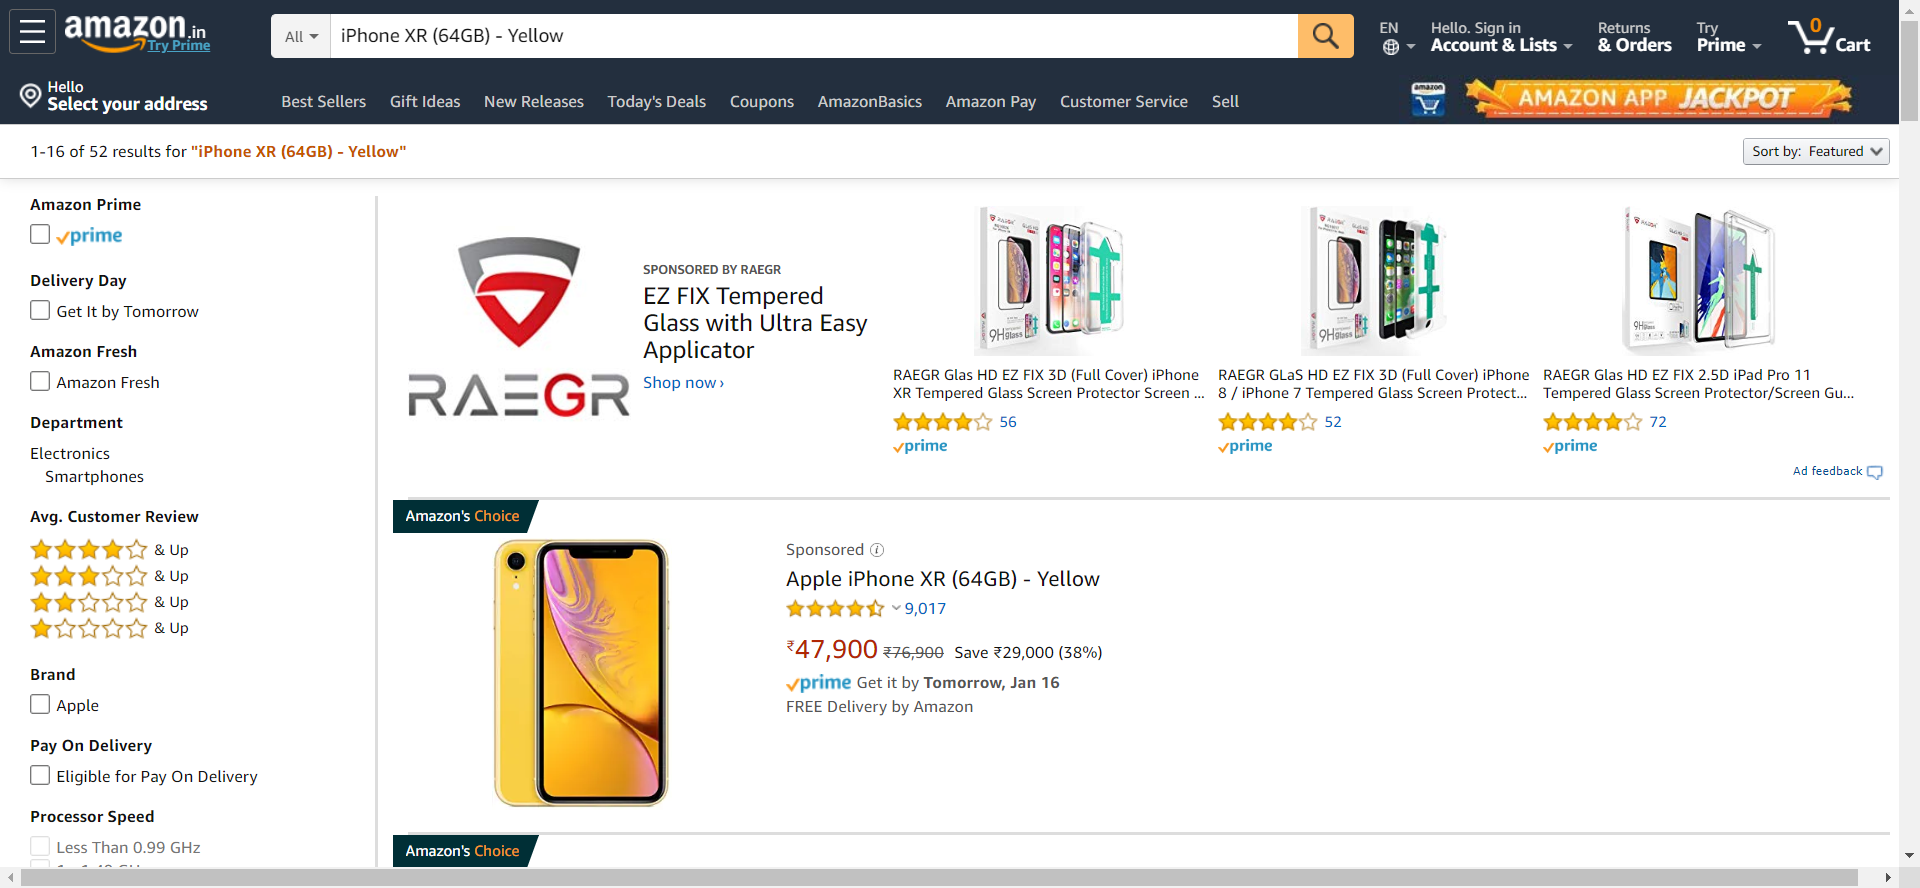 amazon.in
Try Prime
All
iPhone XR (64GB) - Yellow
EN
Hello. Sign in
Account & Lists
Returns
& Orders
Try
Prime
0
Cart
Hello
Select your address
Best Sellers
Gift Ideas
New Releases
Today's Deals
Coupons
AmazonBasics
Amazon Pay
Customer Service
Sell
amazon
AMAZON APP JACKPOT
1-16 of 52 results for "iPhone XR (64GB) - Yellow"
Sort by: Featured
Amazon Prime
prime
Delivery Day
Get It by Tomorrow
Amazon Fresh
Amazon Fresh
Department
Electronics
Smartphones
Avg. Customer Review
& Up
& Up
& Up
& Up
Brand
Apple
Pay On Delivery
Eligible for Pay On Delivery
Processor Speed
Less Than 0.99 GHz
RAEGR
SPONSORED BY RAEGR
EZ FIX Tempered
Glass with Ultra Easy
Applicator
Shop now ›
RAEGR
9H
glass
RAEGR Glas HD EZ FIX 3D (Full Cover) iPhone
XR Tempered Glass Screen Protector Screen ...
56
prime
RAEGR
9H
glass
RAEGR GLaS HD EZ FIX 3D (Full Cover) iPhone
8 / iPhone 7 Tempered Glass Screen Protect...
52
prime
9H
Glass
RAEGR Glas HD EZ FIX 2.5D iPad Pro 11
Tempered Glass Screen Protector/Screen Gu...
72
prime
Ad feedback
Amazon's Choice
Sponsored
Apple iPhone XR (64GB) - Yellow
9,017
₹47,900 ₹76,900 Save ₹29,000 (38%)
prime Get it by Tomorrow, Jan 16
FREE Delivery by Amazon
Amazon's Choice